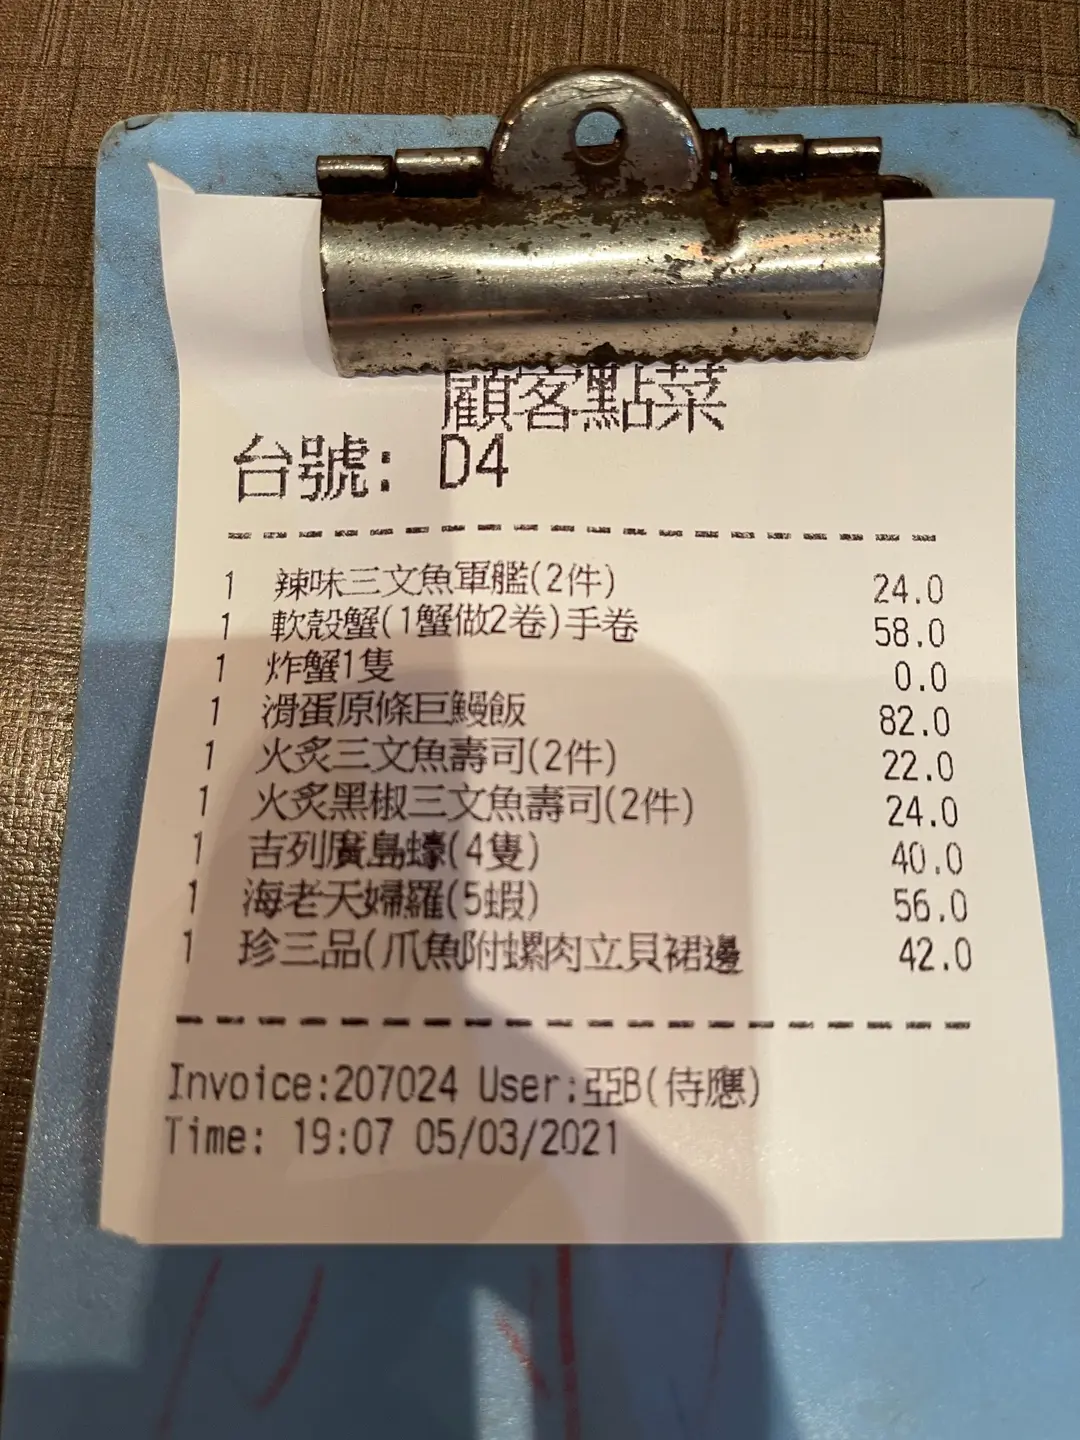 顧客點菜
台號: D4
1 辣味三文魚軍艦(2件) 24.0
1 軟殼蟹(1蟹做2卷)手卷 58.0
1 炸蟹1隻 0.0
1 滑蛋原條巨鰻飯 82.0
1 火炙三文魚壽司(2件) 22.0
1 火炙黑椒三文魚壽司(2件) 24.0
1 吉列廣島蠔(4隻) 40.0
1 海老天婦羅(5蝦) 56.0
1 珍三品(爪魚附螺肉立貝裙邊 42.0
Invoice:207024 User:亞B(侍應)
Time: 19:07 05/03/2021